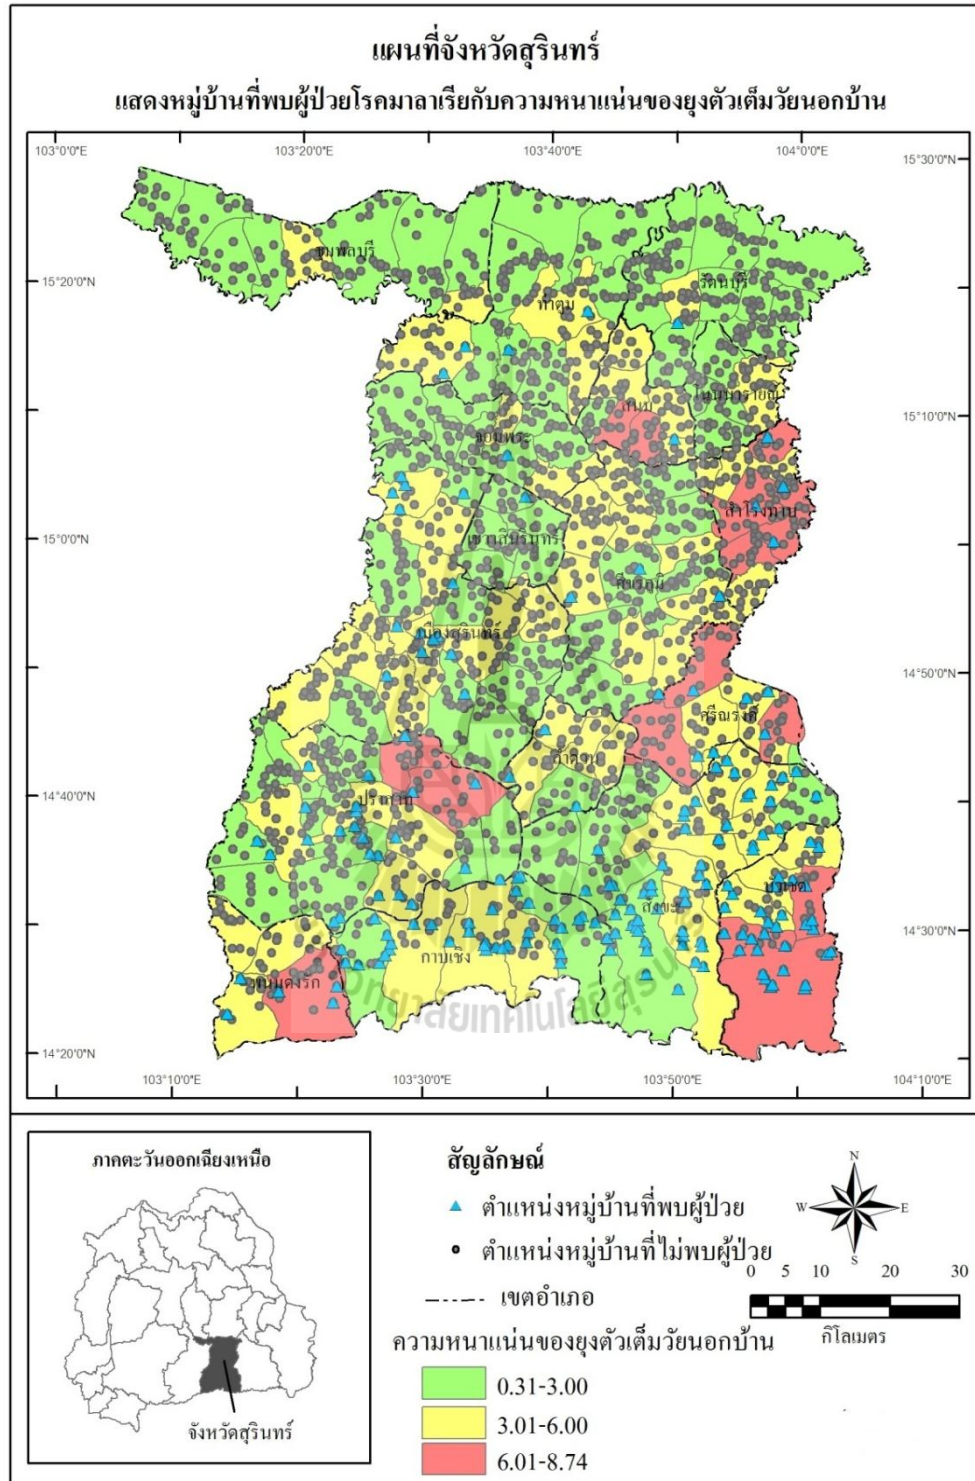 แผนที่จังหวัดสุรินทร์
แสดงหมู่บ้านที่พบผู้ป่วยโรคมาลาเรียกับความหนาแน่นของยุงตัวเต็มวัยนอกบ้าน
103°0'0"E 103°20'0"E 103°40'0"E 104°0'0"E
15°30'0"N
ชุมพลบุรี
15°20'0"N
รัตนบุรี
ท่าตูม
15°10'0"N
โนนนารายณ์
สนม
จอมพระ
สำโรงทาบ
15°0'0"N
เขวาสินรินทร์
ศีขรภูมิ
เมืองสุรินทร์
14°50'0"N
ศรีณรงค์
ลำดวน
14°40'0"N
ปราสาท
บัวเชด
สังขะ
14°30'0"N
กาบเชิง
พนมดงรัก
วิทยาลัยเทคโนโลยีสุรน
14°20'0"N
103°10'0"E 103°30'0"E 103°50'0"E 104°10'0"E
ภาคตะวันออกเฉียงเหนือ
จังหวัดสุรินทร์
สัญลักษณ์
ตำแหน่งหมู่บ้านที่พบผู้ป่วย
ตำแหน่งหมู่บ้านที่ไม่พบผู้ป่วย
เขตอำเภอ
ความหนาแน่นของยุงตัวเต็มวัยนอกบ้าน
0.31-3.00
3.01-6.00
6.01-8.74
N
W E
S
0 5 10 20 30
กิโลเมตร